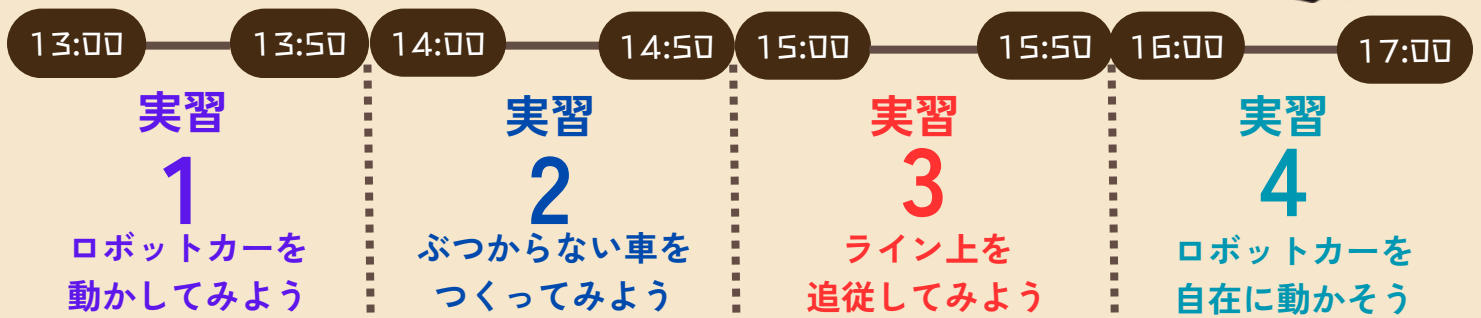 13:00 13:50 14:00 14:50 15:00 15:50 16:00 17:00
実習
1
ロボットカーを
動かしてみよう
実習
2
ぶつからない車を
つくってみよう
実習
3
ライン上を
追従してみよう
実習
4
ロボットカーを
自在に動かそう